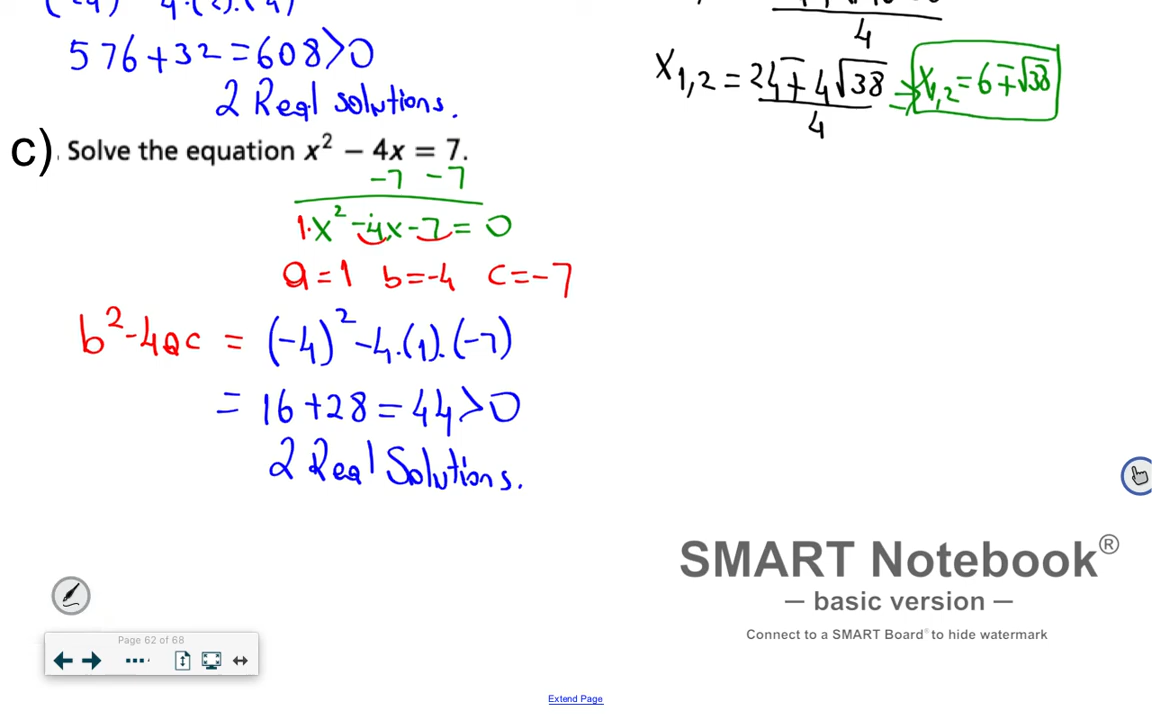 576+32=608>0
2 Real solutions.
4
x1,2 = 24∓4√38 / 4 => x1,2 = 6∓√38
c). Solve the equation x² − 4x = 7.
-7 -7
1·x²-4x-7=0
a=1 b=-4 c=-7
b²-4ac = (-4)²-4.(1).(-7)
= 16+28=44>0
2 Real Solutions.
SMART Notebook®
— basic version —
Connect to a SMART Board® to hide watermark
Page 62 of 68
Extend Page